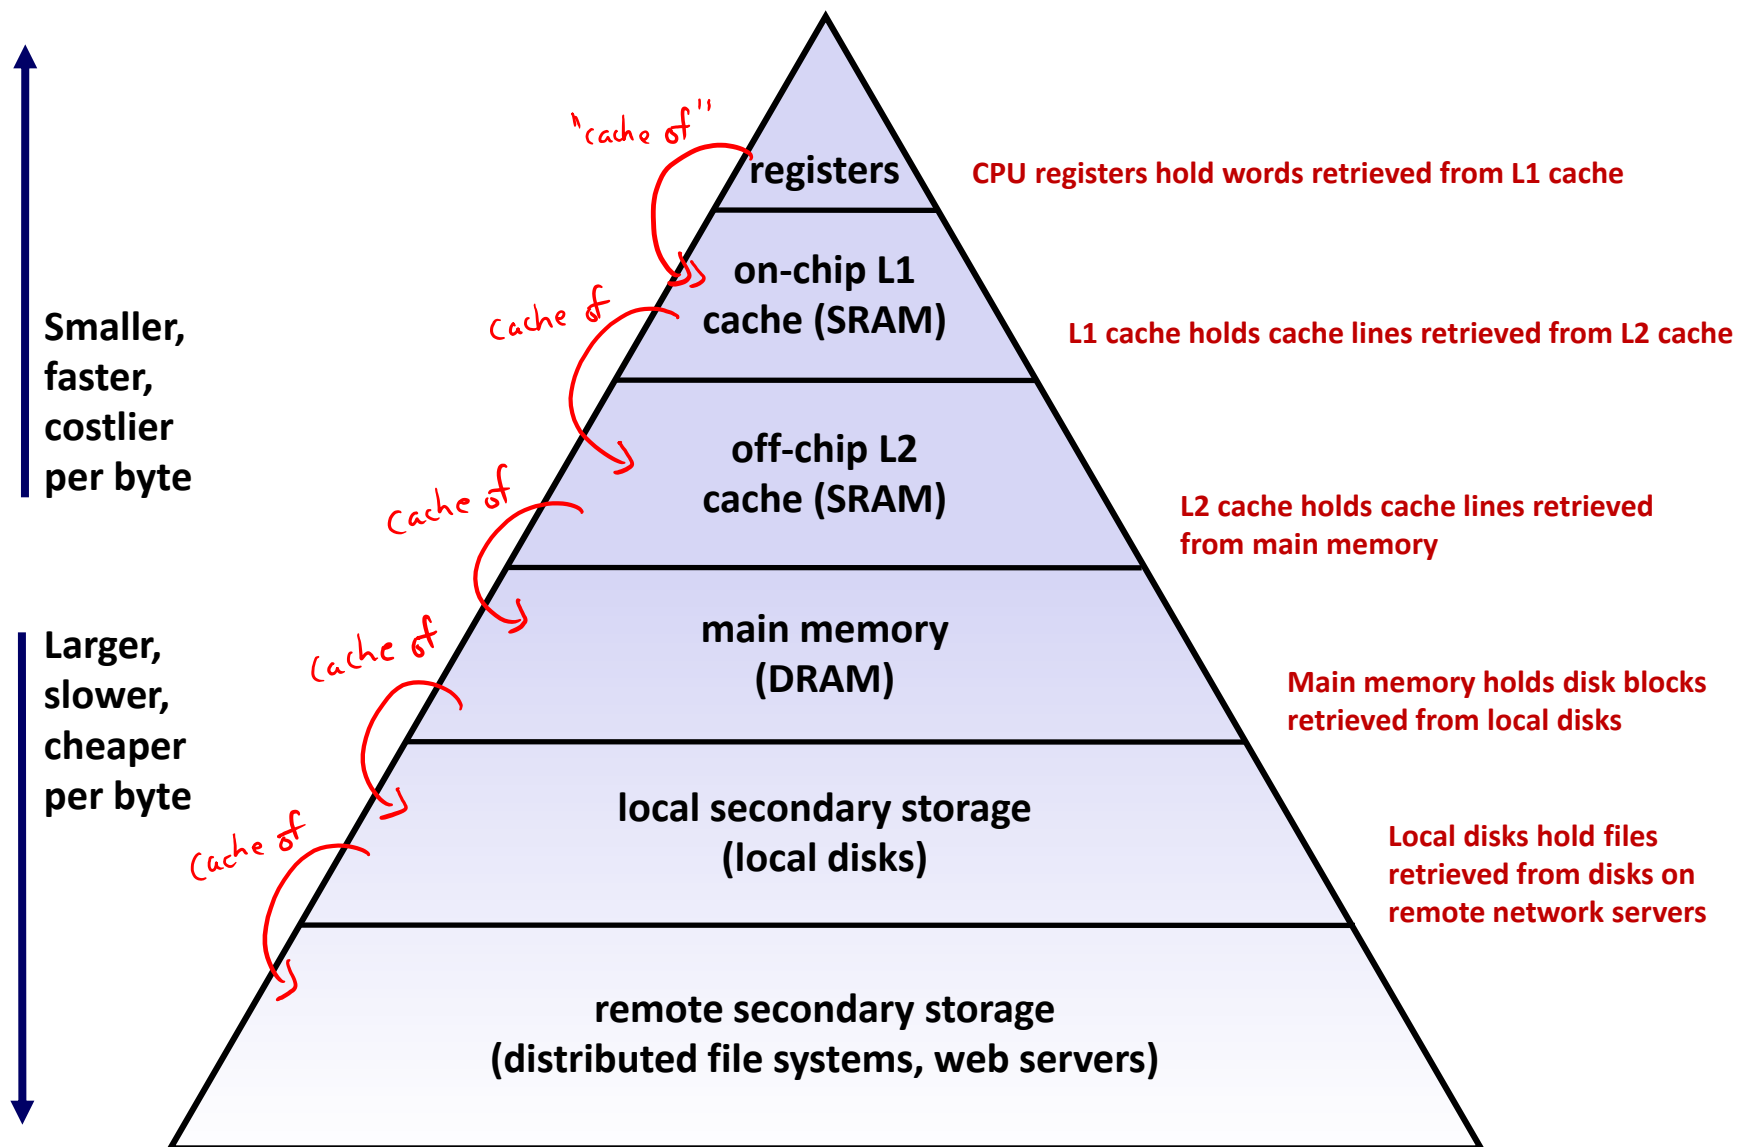 "cache of"
registers
CPU registers hold words retrieved from L1 cache
on-chip L1
cache (SRAM)
cache of
L1 cache holds cache lines retrieved from L2 cache
Smaller,
faster,
costlier
per byte
off-chip L2
cache (SRAM)
cache of
L2 cache holds cache lines retrieved
from main memory
main memory
(DRAM)
cache of
Larger,
slower,
cheaper
per byte
Main memory holds disk blocks
retrieved from local disks
local secondary storage
(local disks)
cache of
Local disks hold files
retrieved from disks on
remote network servers
remote secondary storage
(distributed file systems, web servers)